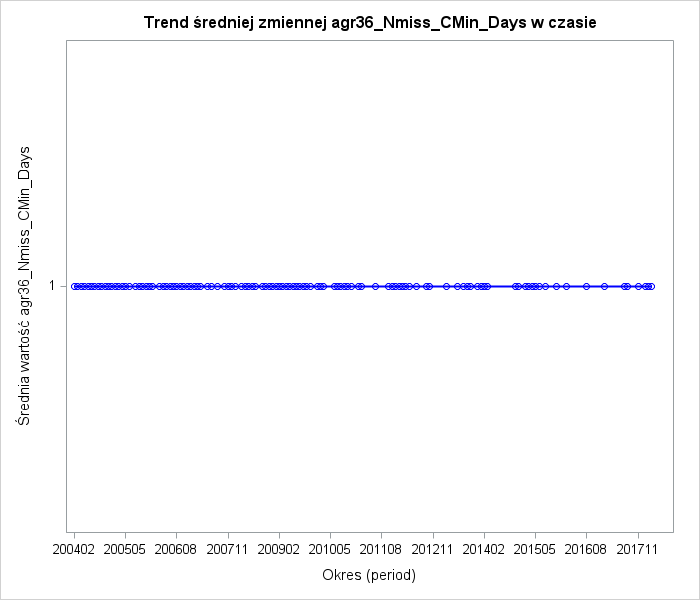 Trend średniej zmiennej agr36_Nmiss_CMin_Days w czasie
Średnia wartość agr36_Nmiss_CMin_Days
1
200402 200505 200608 200711 200902 201005 201108 201211 201402 201505 201608 201711
Okres (period)